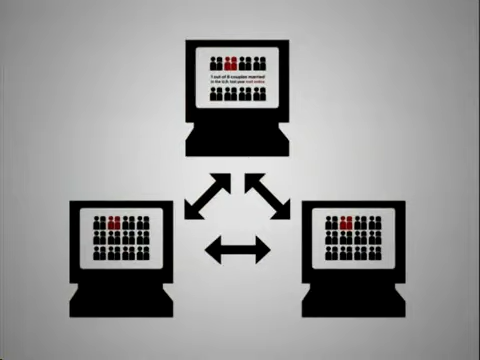 1 out of 8 couples married
in the U.S. last year met online